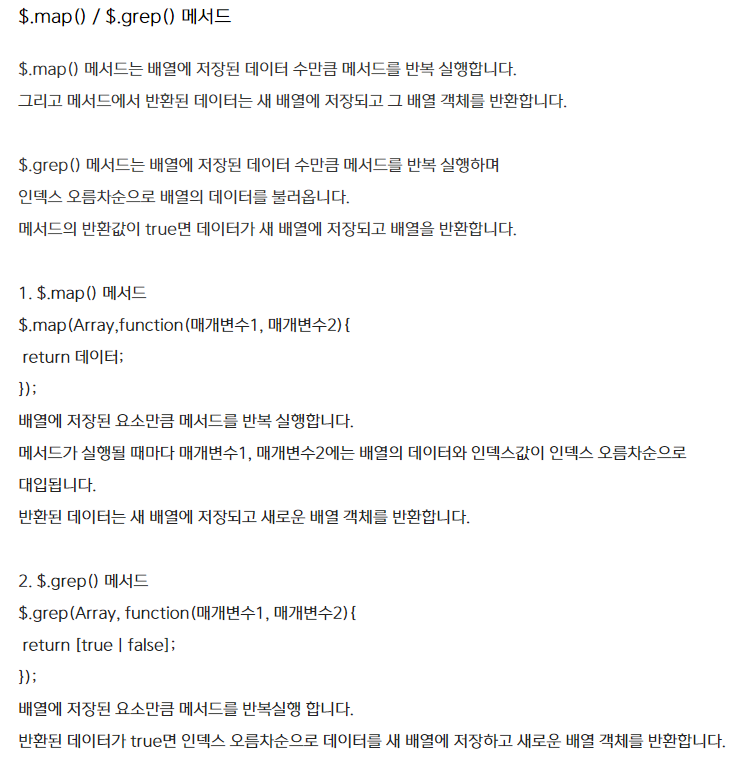 $.map() / $.grep() 메서드
$.map() 메서드는 배열에 저장된 데이터 수만큼 메서드를 반복 실행합니다.
그리고 메서드에서 반환된 데이터는 새 배열에 저장되고 그 배열 객체를 반환합니다.
$.grep() 메서드는 배열에 저장된 데이터 수만큼 메서드를 반복 실행하며
인덱스 오름차순으로 배열의 데이터를 불러옵니다.
메서드의 반환값이 true면 데이터가 새 배열에 저장되고 배열을 반환합니다.
1. $.map() 메서드
$.map(Array,function(매개변수1, 매개변수2){
return 데이터;
});
배열에 저장된 요소만큼 메서드를 반복 실행합니다.
메서드가 실행될 때마다 매개변수1, 매개변수2에는 배열의 데이터와 인덱스값이 인덱스 오름차순으로
대입됩니다.
반환된 데이터는 새 배열에 저장되고 새로운 배열 객체를 반환합니다.
2. $.grep() 메서드
$.grep(Array, function(매개변수1, 매개변수2){
return [true | false];
});
배열에 저장된 요소만큼 메서드를 반복실행 합니다.
반환된 데이터가 true면 인덱스 오름차순으로 데이터를 새 배열에 저장하고 새로운 배열 객체를 반환합니다.